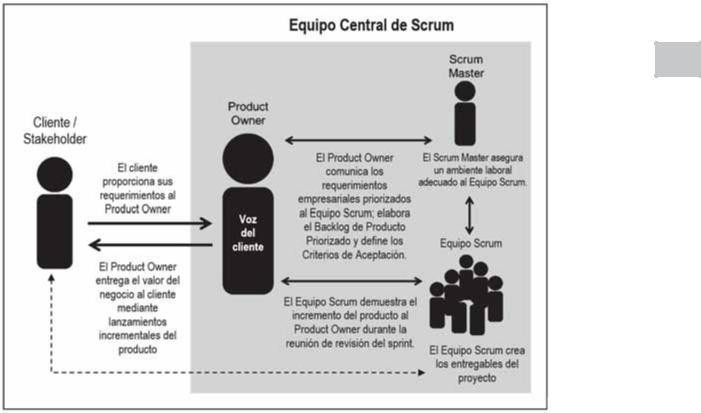 Equipo Central de Scrum
Scrum
Master
Product
Owner
Cliente /
Stakeholder
El cliente
proporciona sus
requerimientos al
Product Owner
El Product Owner
comunica los
requerimientos
empresariales priorizados
al Equipo Scrum; elabora
el Backlog de Producto
Priorizado y define los
Criterios de Aceptación.
El Scrum Master asegura
un ambiente laboral
adecuado al Equipo Scrum.
Voz
del
cliente
Equipo Scrum
El Product Owner
entrega el valor del
negocio al cliente
mediante
lanzamientos
incrementales del
producto
El Equipo Scrum demuestra el
incremento del producto al
Product Owner durante la
reunión de revisión del sprint.
El Equipo Scrum crea
los entregables del
proyecto